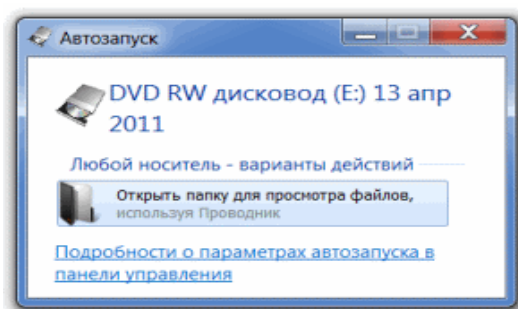 Автозапуск
DVD RW дисковод (E:) 13 апр
2011
Любой носитель - варианты действий
Открыть папку для просмотра файлов,
используя Проводник
Подробности о параметрах автозапуска в
панели управления